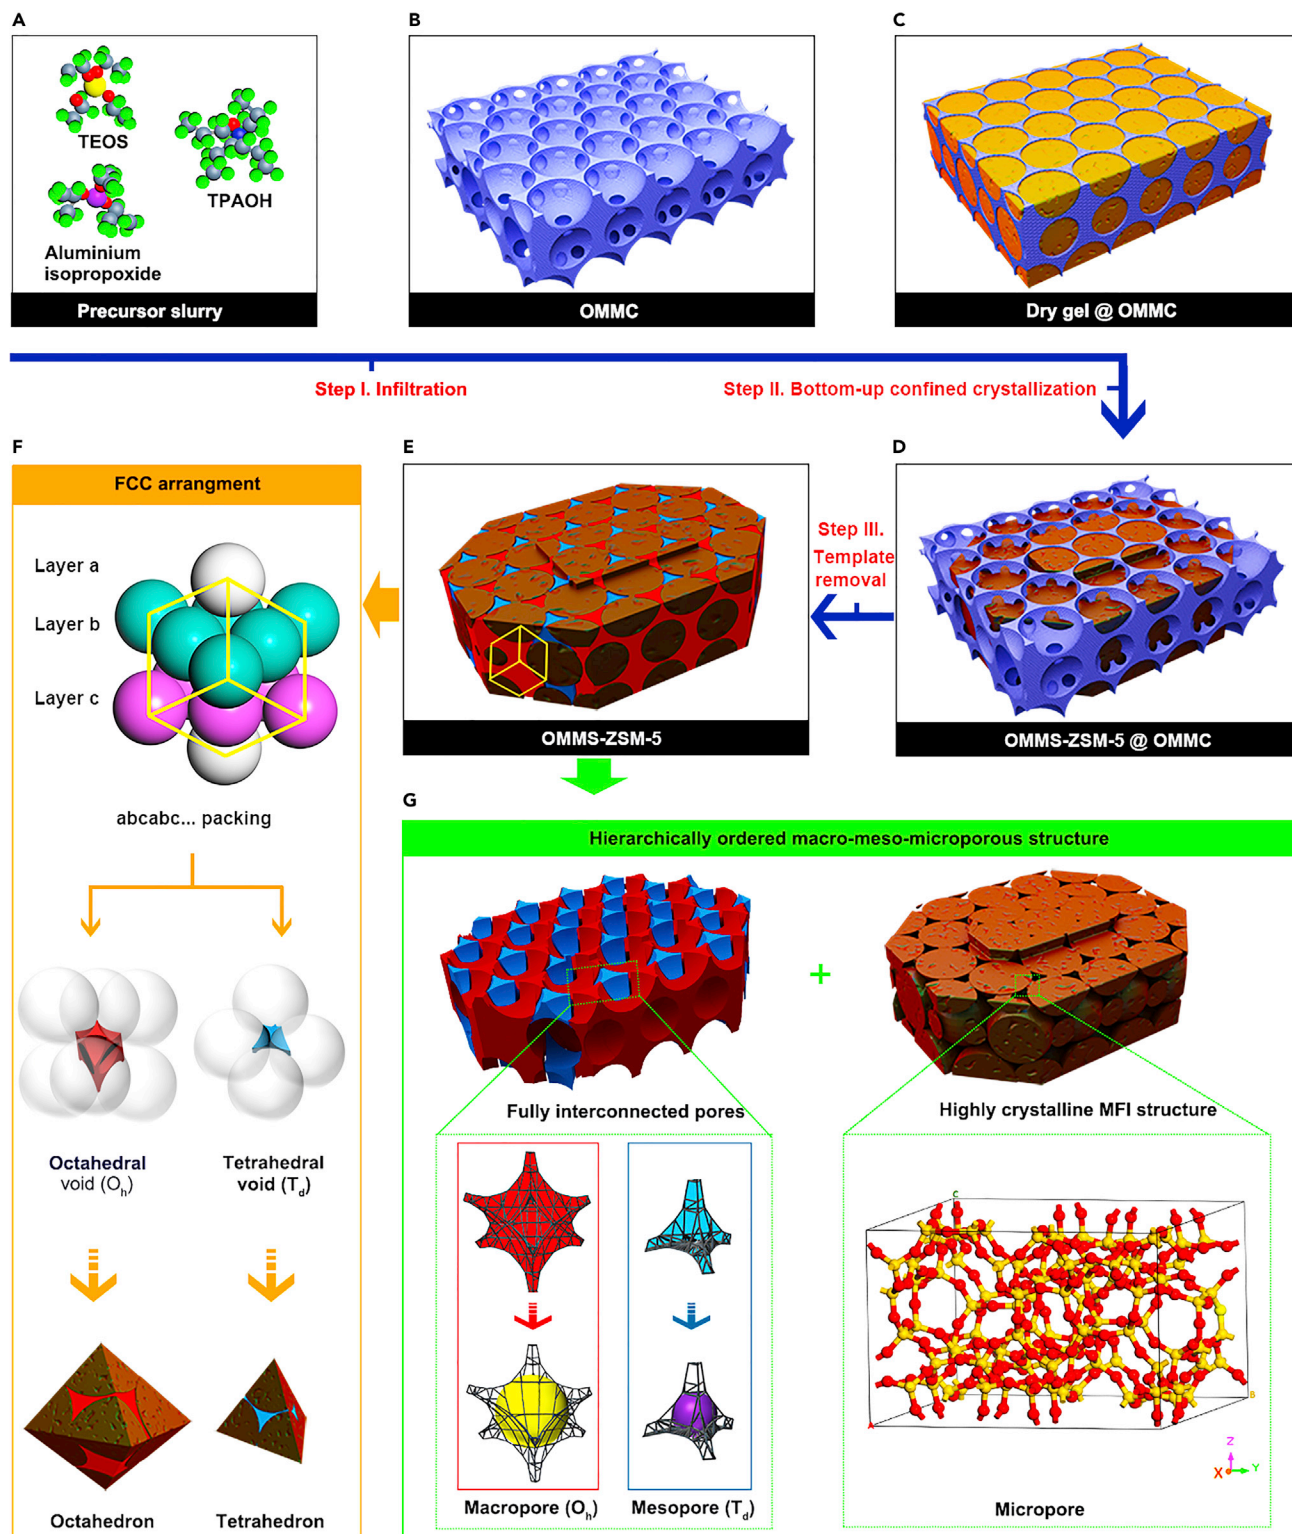 A
B
C
TEOS
TPAOH
Aluminium
isopropoxide
Precursor slurry
OMMC
Dry gel @ OMMC
Step I. Infiltration
Step II. Bottom-up confined crystallization
F
E
D
FCC arrangment
Layer a
Layer b
Layer c
abcabc... packing
Step III.
Template
removal
OMMS-ZSM-5
OMMS-ZSM-5 @ OMMC
G
Hierarchically ordered macro-meso-microporous structure
+
Fully interconnected pores
Highly crystalline MFI structure
Octahedral
void (Oh)
Tetrahedral
void (Td)
Octahedron
Tetrahedron
Macropore (Oh)
Mesopore (Td)
C
A
B
Z
X
Y
Micropore